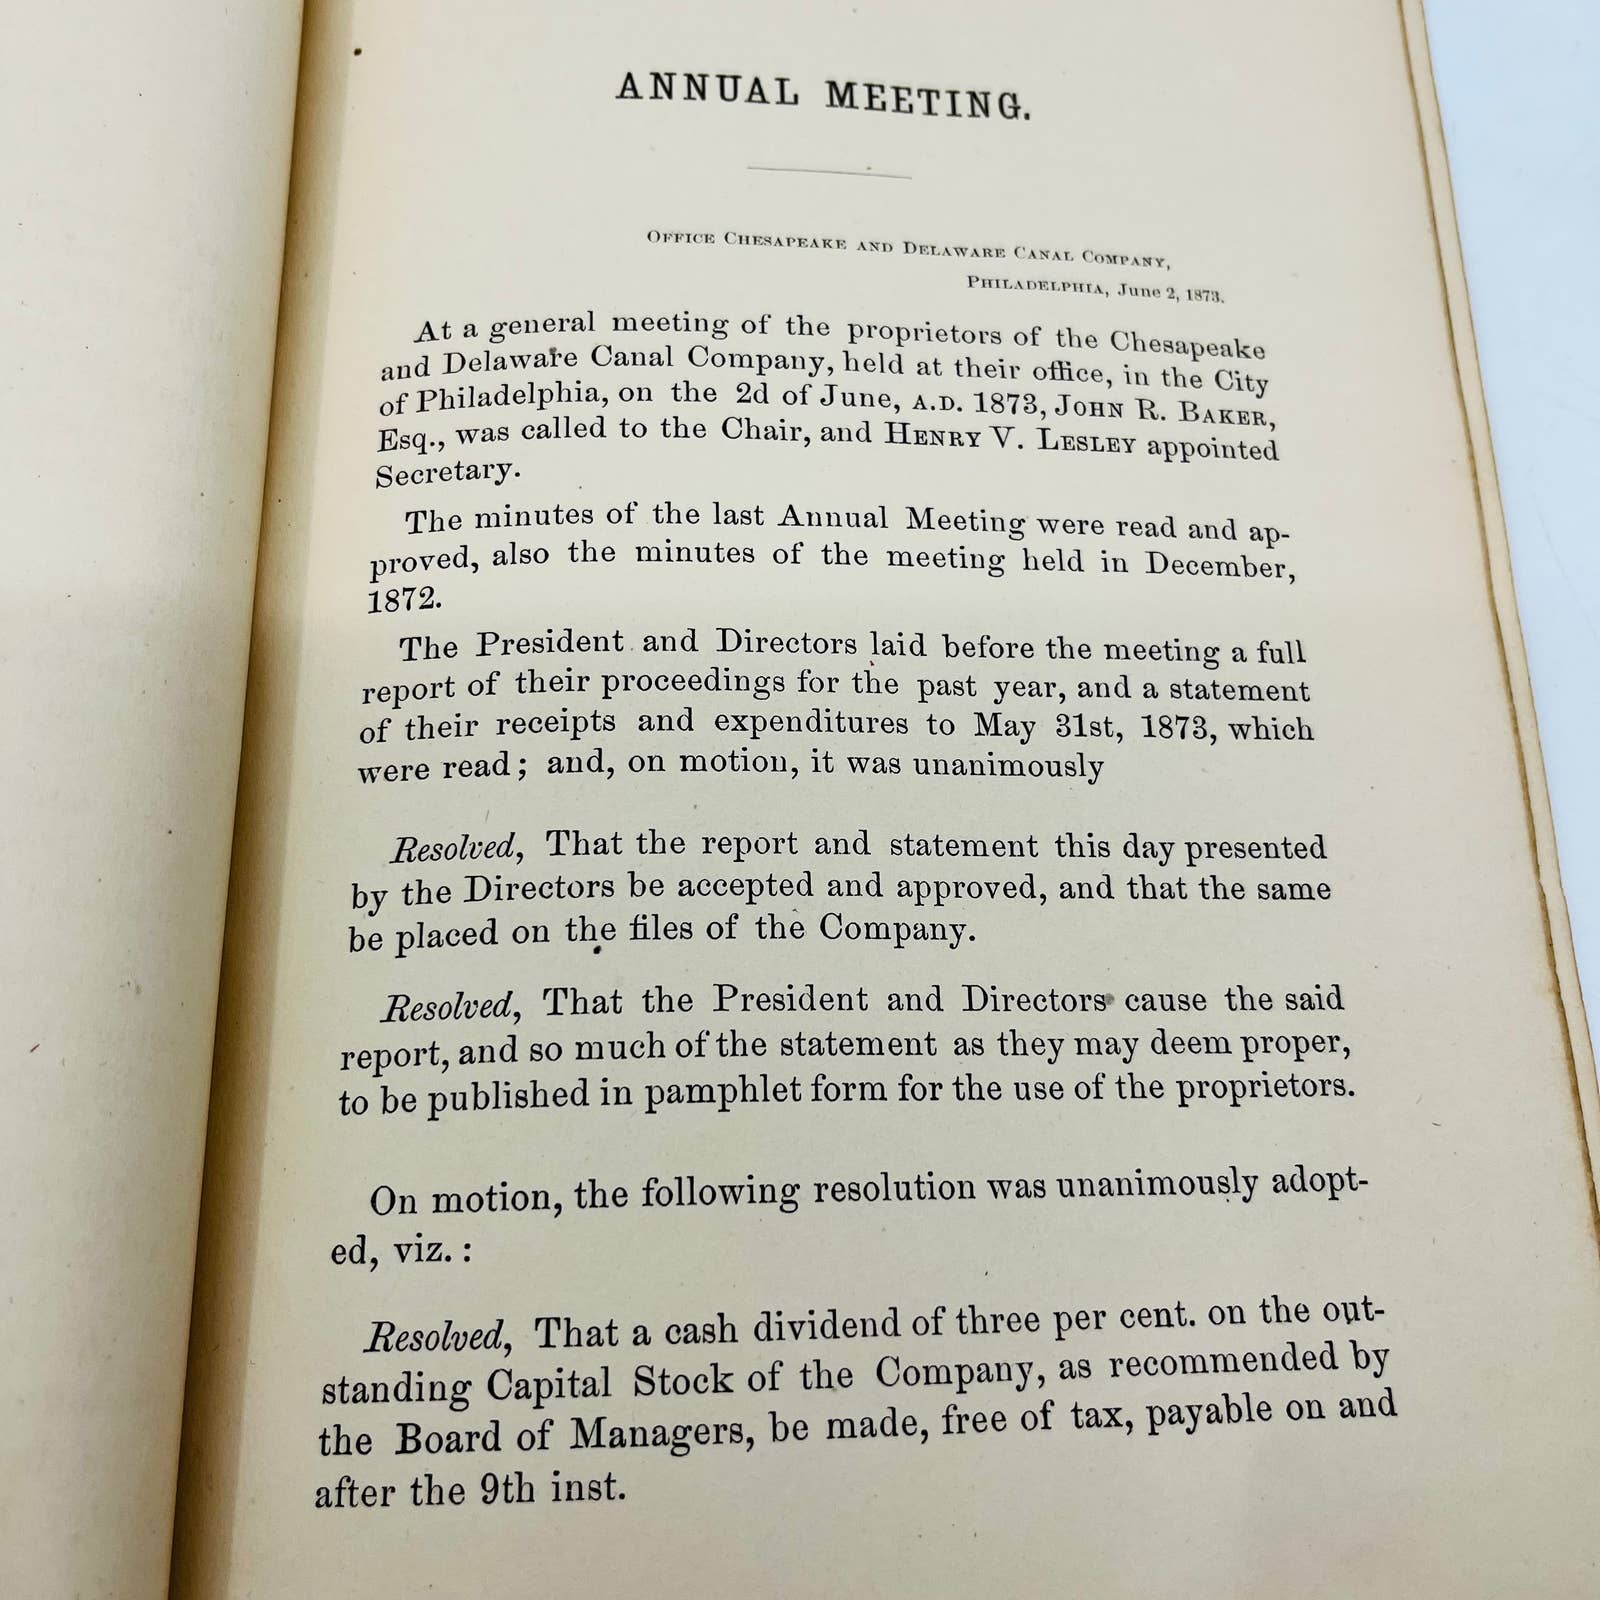 ANNUAL MEETING.
OFFICE CHESAPEAKE AND DELAWARE CANAL COMPANY,
PHILADELPHIA, June 2, 1873.
At a general meeting of the proprietors of the Chesapeake
and Delaware Canal Company, held at their office, in the City
of Philadelphia, on the 2d of June, A.D. 1873, JOHN R. BAKER,
Esq., was called to the Chair, and HENRY V. LESLEY appointed
Secretary.
The minutes of the last Annual Meeting were read and ap-
proved, also the minutes of the meeting held in December,
1872.
The President and Directors laid before the meeting a full
report of their proceedings for the past year, and a statement
of their receipts and expenditures to May 31st, 1873, which
were read; and, on motion, it was unanimously
Resolved, That the report and statement this day presented
by the Directors be accepted and approved, and that the same
be placed on the files of the Company.
Resolved, That the President and Directors cause the said
report, and so much of the statement as they may deem proper,
to be published in pamphlet form for the use of the proprietors.
On motion, the following resolution was unanimously adopt-
ed, viz.:
Resolved, That a cash dividend of three per cent. on the out-
standing Capital Stock of the Company, as recommended by
the Board of Managers, be made, free of tax, payable on and
after the 9th inst.